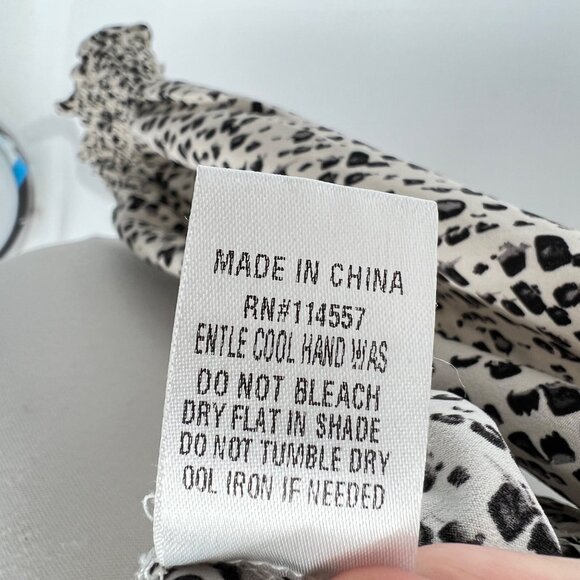 MADE IN CHINA
RN#114557
ENTLE COOL HAND WAS
DO NOT BLEACH
DRY FLAT IN SHADE
DO NOT TUMBLE DRY
OOL IRON IF NEEDED